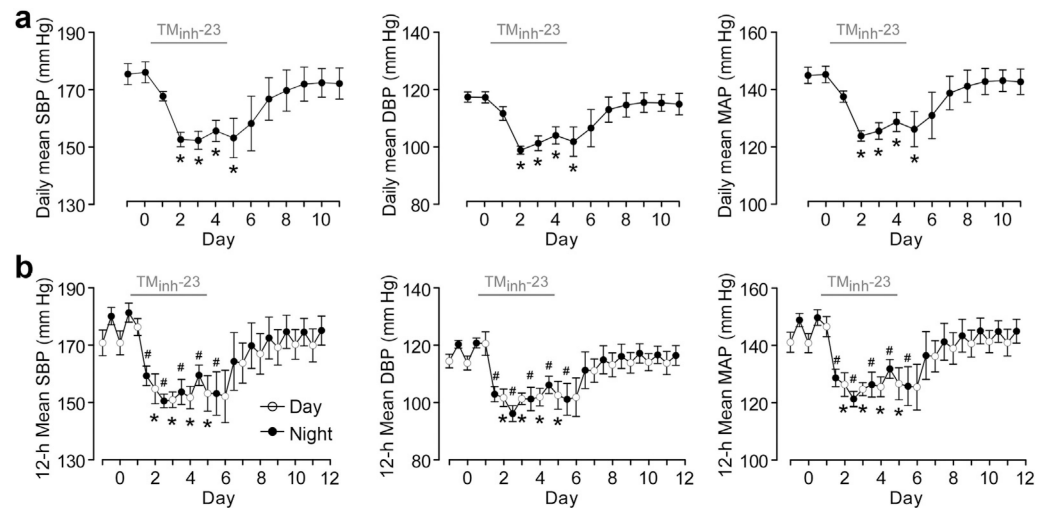 a
TMinh-23
Daily mean SBP (mm Hg)
190
170
150
130
* * * *
0 2 4 6 8 10
Day
TMinh-23
Daily mean DBP (mm Hg)
140
120
100
80
* * * *
0 2 4 6 8 10
Day
TMinh-23
Daily mean MAP (mm Hg)
160
140
120
100
* * * *
0 2 4 6 8 10
Day
b
TMinh-23
12-h Mean SBP (mm Hg)
190
170
150
130
# # # # #
* * * *
Day
Night
0 2 4 6 8 10 12
Day
TMinh-23
12-h Mean DBP (mm Hg)
140
120
100
80
# # # # #
* * * *
0 2 4 6 8 10 12
Day
TMinh-23
12-h Mean MAP (mm Hg)
160
140
120
100
# # # # #
* * * *
0 2 4 6 8 10 12
Day